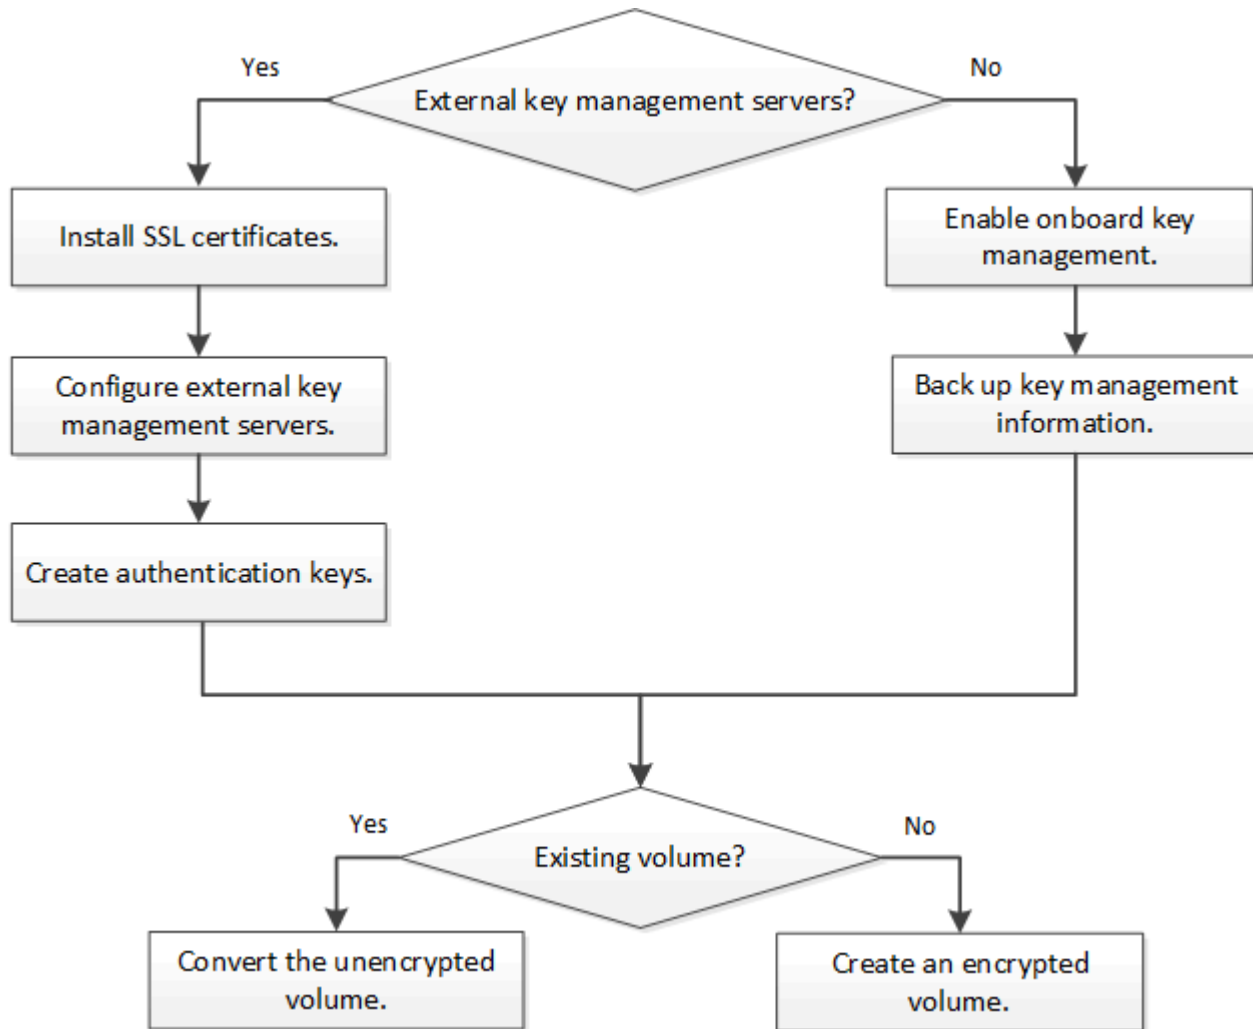 External key management servers?
Yes
No
Install SSL certificates.
Enable onboard key
management.
Configure external key
management servers.
Back up key management
information.
Create authentication keys.
Existing volume?
Yes
No
Convert the unencrypted
volume.
Create an encrypted
volume.